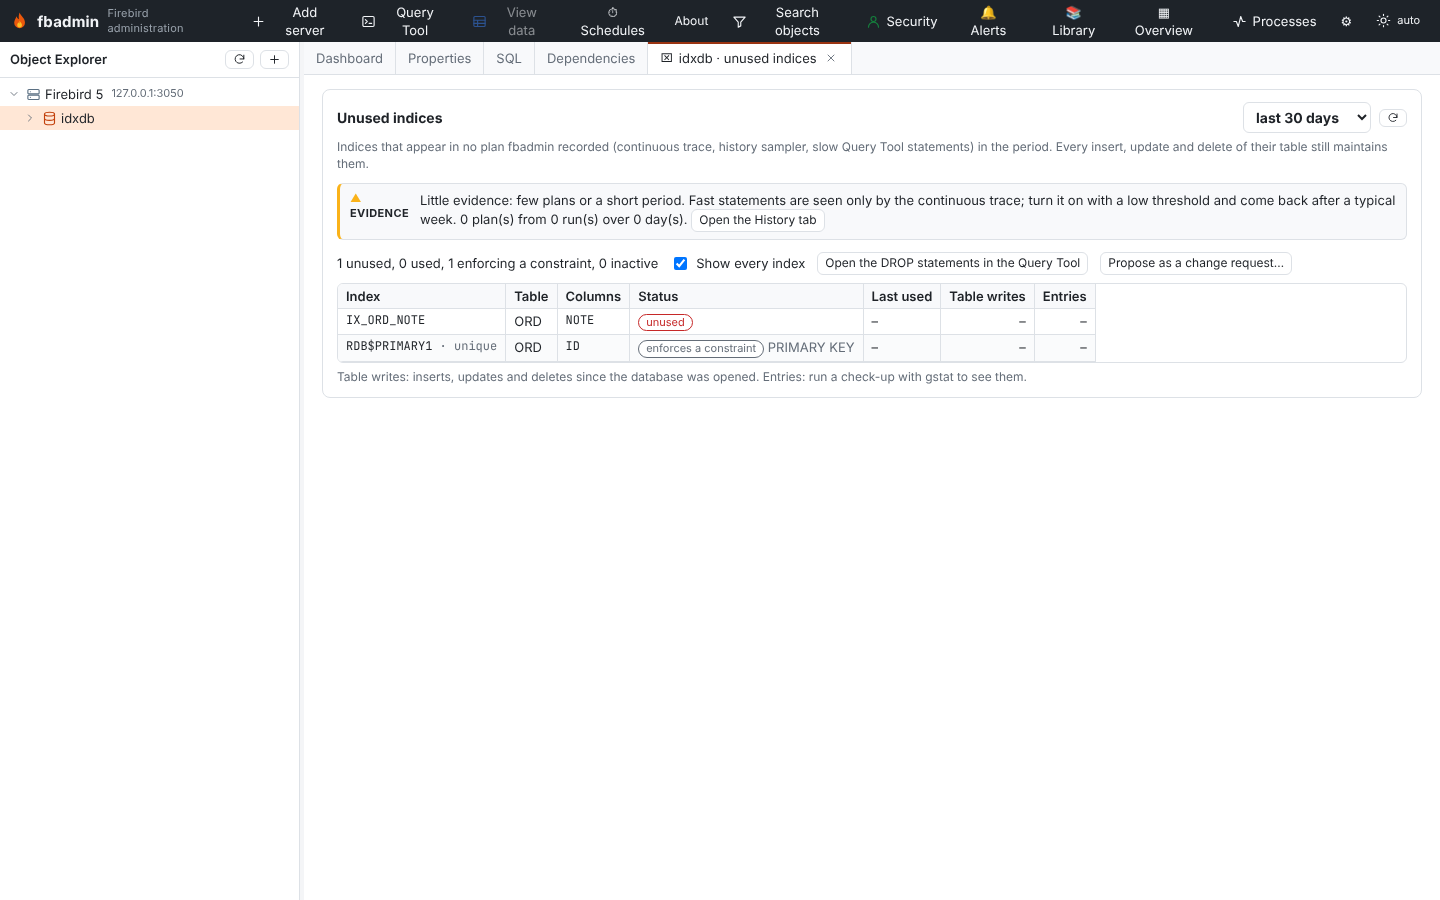 fbadmin
Firebird administration
Add server
Query Tool
View data
Schedules
About
Search objects
Security
Alerts
Library
Overview
Processes
auto
Object Explorer
Dashboard
Properties
SQL
Dependencies
idxdb · unused indices
Firebird 5 127.0.0.1:3050
idxdb
Unused indices
last 30 days
Indices that appear in no plan fbadmin recorded (continuous trace, history sampler, slow Query Tool statements) in the period. Every insert, update and delete of their table still maintains
them.
EVIDENCE
Little evidence: few plans or a short period. Fast statements are seen only by the continuous trace; turn it on with a low threshold and come back after a typical
week. 0 plan(s) from 0 run(s) over 0 day(s). Open the History tab
1 unused, 0 used, 1 enforcing a constraint, 0 inactive Show every index Open the DROP statements in the Query Tool Propose as a change request...
Index Table Columns Status Last used Table writes Entries
IX_ORD_NOTE ORD NOTE unused – – –
RDB$PRIMARY1 · unique ORD ID enforces a constraint PRIMARY KEY – – –
Table writes: inserts, updates and deletes since the database was opened. Entries: run a check-up with gstat to see them.